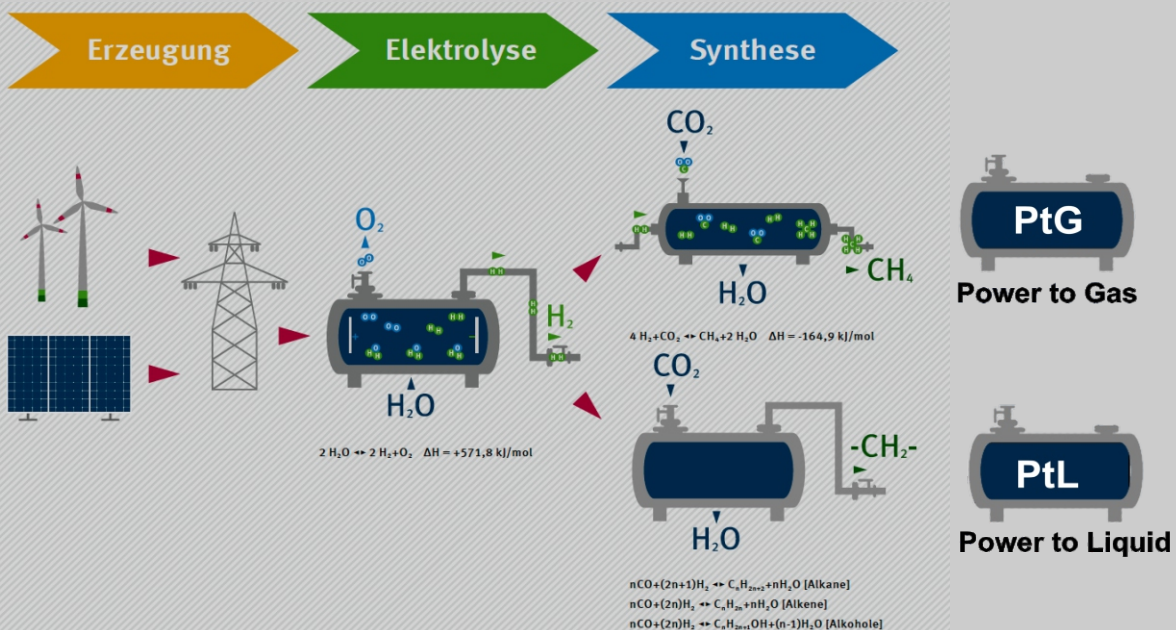 Erzeugung
Elektrolyse
Synthese
CO₂
O₂
H₂
H₂O
2 H₂O ◄► 2 H₂+O₂ ΔH = +571,8 kJ/mol
CH₄
H₂O
4 H₂+CO₂ ◄► CH₄+2 H₂O ΔH = -164,9 kJ/mol
PtG
Power to Gas
CO₂
-CH₂-
H₂O
nCO+(2n+1)H₂ ◄► CₙH₂ₙ₊₂+nH₂O [Alkane]
nCO+(2n)H₂ ◄► CₙH₂ₙ+nH₂O [Alkene]
nCO+(2n)H₂ ◄► CₙH₂ₙ₊₁OH+(n-1)H₂O [Alkohole]
PtL
Power to Liquid